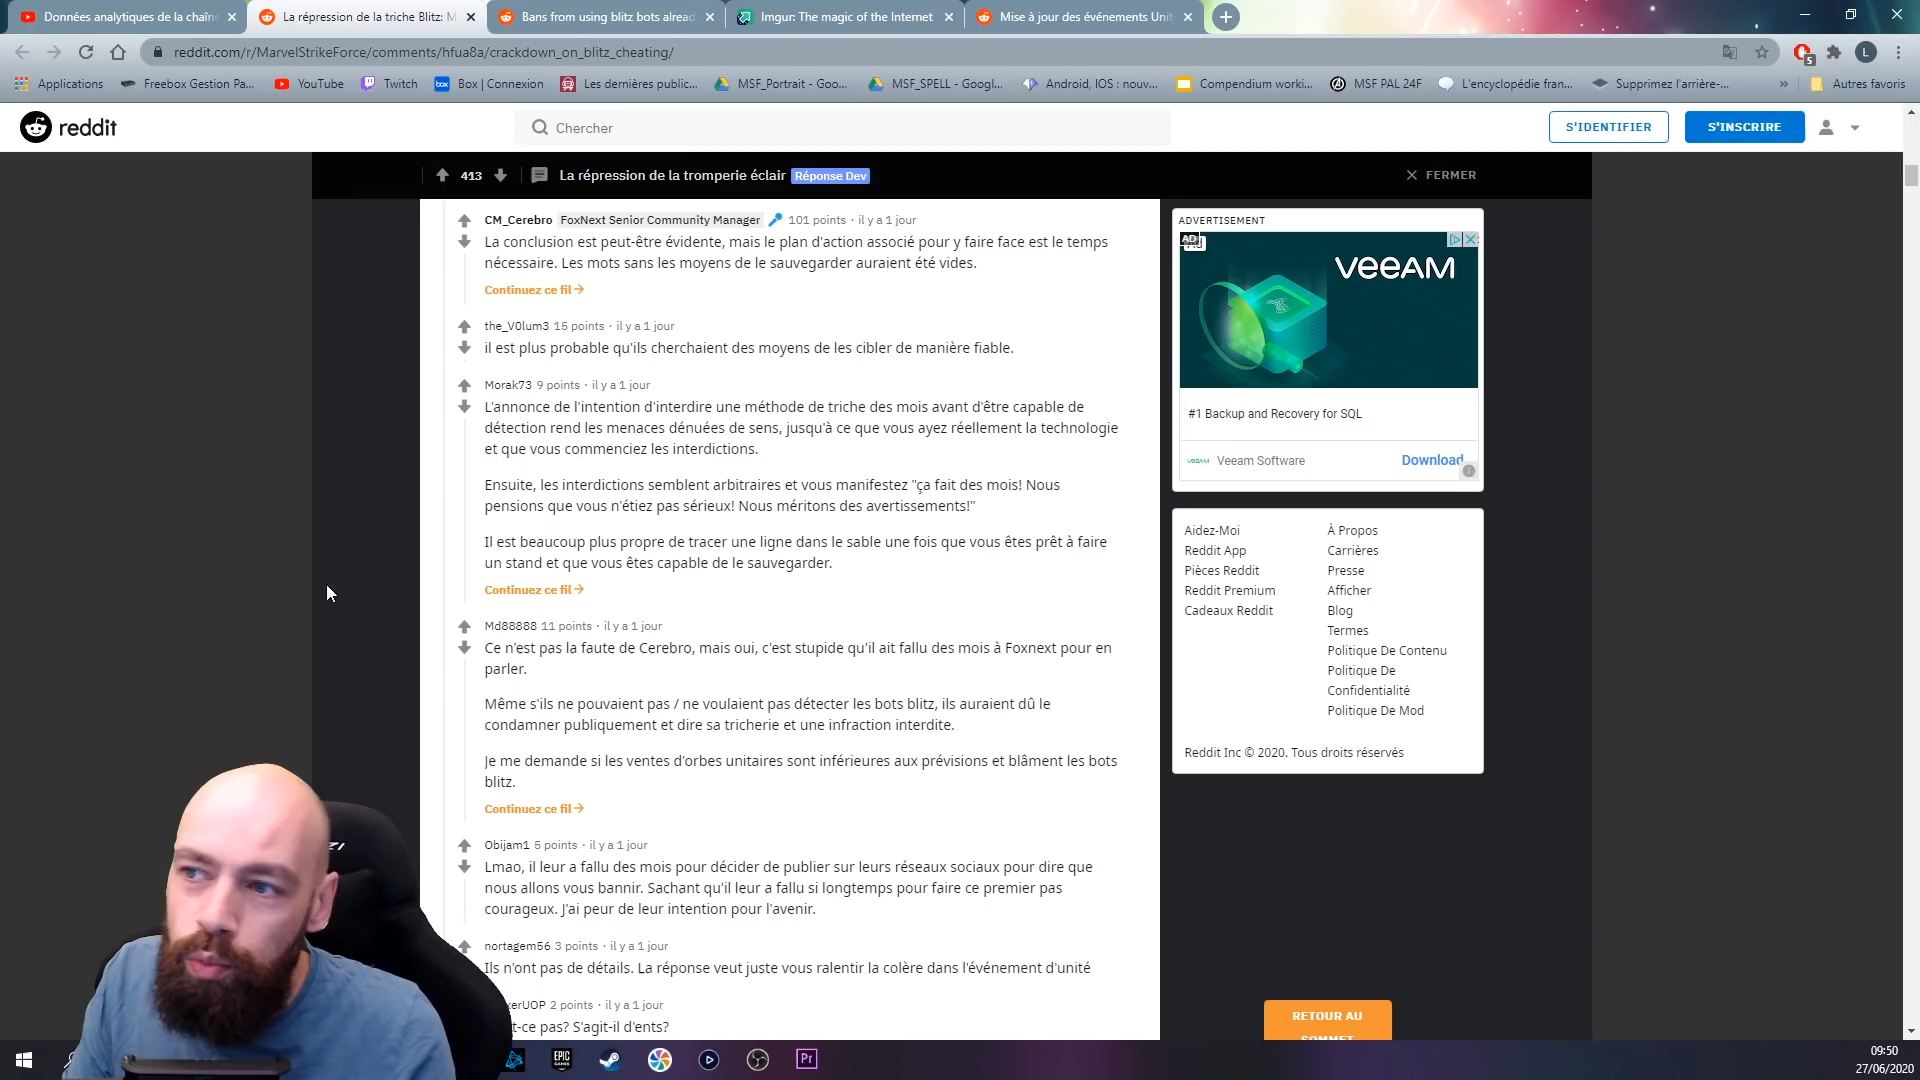 Données analytiques de la chaîn
La répression de la triche Blitz: M
Bans from using blitz bots alread
Imgur: The magic of the Internet
Mise à jour des événements Unit
reddit.com/r/MarvelStrikeForce/comments/hfua8a/crackdown_on_blitz_cheating/
5
L
Applications
Freebox Gestion Pa...
YouTube
Twitch
box
Box | Connexion
Les dernières public...
MSF_Portrait - Goo...
MSF_SPELL - Googl...
Android, IOS : nouv...
Compendium worki...
MSF PAL 24F
L'encyclopédie fran...
Supprimez l'arrière-...
»
Autres favoris
reddit
Chercher
S'IDENTIFIER
S'INSCRIRE
413
La répression de la tromperie éclair Réponse Dev
FERMER
CM_Cerebro FoxNext Senior Community Manager 101 points · il y a 1 jour
La conclusion est peut-être évidente, mais le plan d'action associé pour y faire face est le temps
nécessaire. Les mots sans les moyens de le sauvegarder auraient été vides.
Continuez ce fil →
the_V0lum3 15 points · il y a 1 jour
il est plus probable qu'ils cherchaient des moyens de les cibler de manière fiable.
Morak73 9 points · il y a 1 jour
L'annonce de l'intention d'interdire une méthode de triche des mois avant d'être capable de
détection rend les menaces dénuées de sens, jusqu'à ce que vous ayez réellement la technologie
et que vous commenciez les interdictions.
Ensuite, les interdictions semblent arbitraires et vous manifestez "ça fait des mois! Nous
pensions que vous n'étiez pas sérieux! Nous méritons des avertissements!"
Il est beaucoup plus propre de tracer une ligne dans le sable une fois que vous êtes prêt à faire
un stand et que vous êtes capable de le sauvegarder.
Continuez ce fil →
Md88888 11 points · il y a 1 jour
Ce n'est pas la faute de Cerebro, mais oui, c'est stupide qu'il ait fallu des mois à Foxnext pour en
parler.
Même s'ils ne pouvaient pas / ne voulaient pas détecter les bots blitz, ils auraient dû le
condamner publiquement et dire sa tricherie et une infraction interdite.
Je me demande si les ventes d'orbes unitaires sont inférieures aux prévisions et blâment les bots
blitz.
Continuez ce fil →
Obijam1 5 points · il y a 1 jour
Lmao, il leur a fallu des mois pour décider de publier sur leurs réseaux sociaux pour dire que
nous allons vous bannir. Sachant qu'il leur a fallu si longtemps pour faire ce premier pas
courageux. J'ai peur de leur intention pour l'avenir.
nortagem56 3 points · il y a 1 jour
Ils n'ont pas de détails. La réponse veut juste vous ralentir la colère dans l'événement d'unité
xerUOP 2 points · il y a 1 jour
t-ce pas? S'agit-il d'ents?
ADVERTISEMENT
AD
VEEAM
#1 Backup and Recovery for SQL
VEEAM
Veeam Software
Download
Aidez-Moi
Reddit App
Pièces Reddit
Reddit Premium
Cadeaux Reddit
À Propos
Carrières
Presse
Afficher
Blog
Termes
Politique De Contenu
Politique De
Confidentialité
Politique De Mod
Reddit Inc © 2020. Tous droits réservés
RETOUR AU
SOMMET
EPIC
GAMES
Pr
09:50
27/06/2020